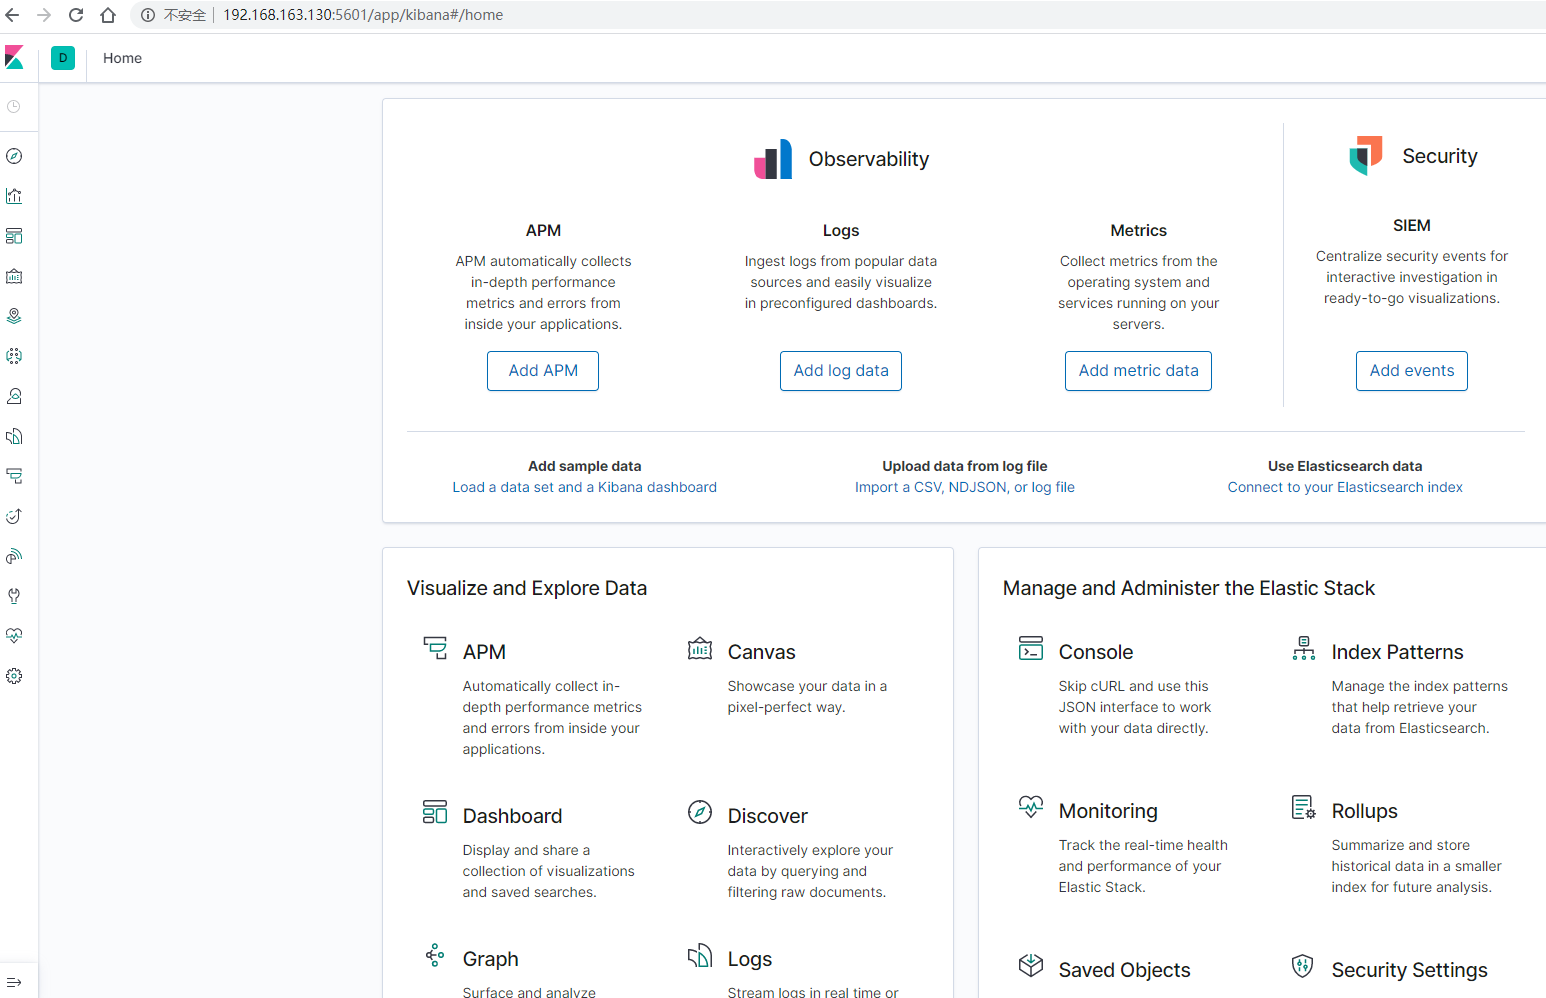 不安全 192.168.163.130:5601/app/kibana#/home
D Home
Observability
Security
APM
APM automatically collects
in-depth performance
metrics and errors from
inside your applications.
Add APM
Logs
Ingest logs from popular data
sources and easily visualize
in preconfigured dashboards.
Add log data
Metrics
Collect metrics from the
operating system and
services running on your
servers.
Add metric data
SIEM
Centralize security events for
interactive investigation in
ready-to-go visualizations.
Add events
Add sample data
Load a data set and a Kibana dashboard
Upload data from log file
Import a CSV, NDJSON, or log file
Use Elasticsearch data
Connect to your Elasticsearch index
Visualize and Explore Data
APM
Automatically collect in-
depth performance metrics
and errors from inside your
applications.
Canvas
Showcase your data in a
pixel-perfect way.
Dashboard
Display and share a
collection of visualizations
and saved searches.
Discover
Interactively explore your
data by querying and
filtering raw documents.
Graph
Surface and analyze
Logs
Stream logs in real time or
Manage and Administer the Elastic Stack
Console
Skip cURL and use this
JSON interface to work
with your data directly.
Index Patterns
Manage the index patterns
that help retrieve your
data from Elasticsearch.
Monitoring
Track the real-time health
and performance of your
Elastic Stack.
Rollups
Summarize and store
historical data in a smaller
index for future analysis.
Saved Objects
Security Settings